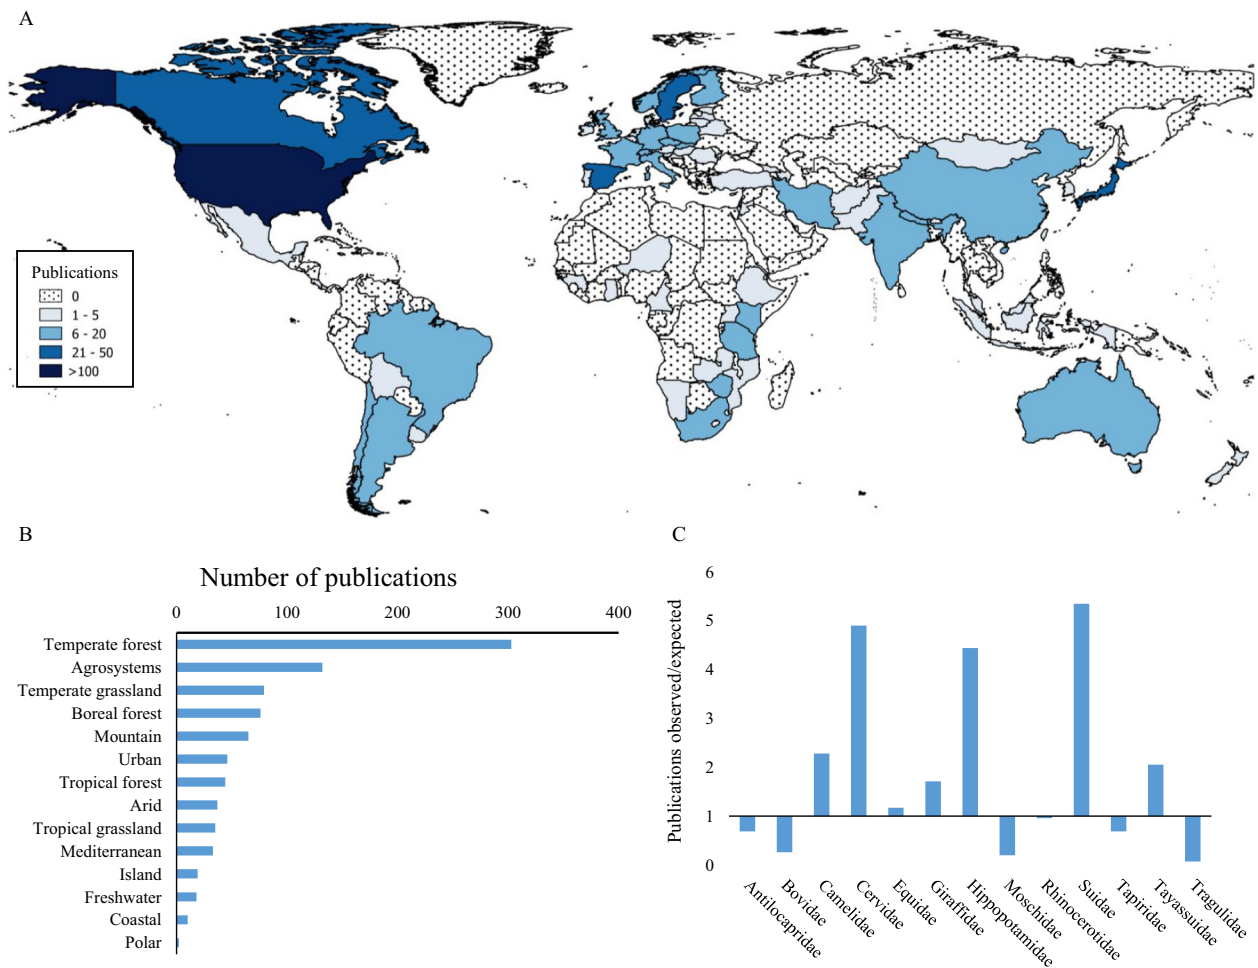 A
Publications
0
1 - 5
6 - 20
21 - 50
>100
B
Number of publications
0 100 200 300 400
Temperate forest
Agrosystems
Temperate grassland
Boreal forest
Mountain
Urban
Tropical forest
Arid
Tropical grassland
Mediterranean
Island
Freshwater
Coastal
Polar
C
Publications observed/expected
6
5
4
3
2
1
0
Antilocapridae
Bovidae
Camelidae
Cervidae
Equidae
Giraffidae
Hippopotamidae
Moschidae
Rhinocerotidae
Suidae
Tapiridae
Tayassuidae
Tragulidae